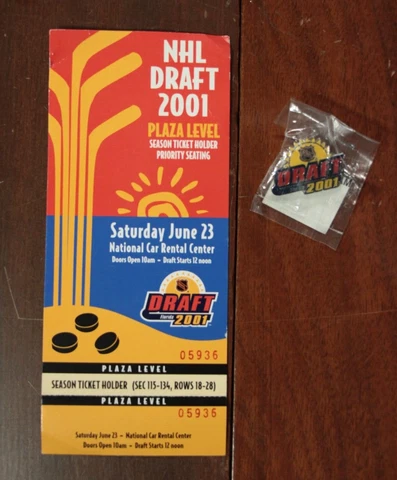 NHL
DRAFT
2001
PLAZA LEVEL
SEASON TICKET HOLDER
PRIORITY SEATING
Saturday June 23
National Car Rental Center
Doors Open 10am – Draft Starts 12 noon
DRAFT
Florida
2001
05936
PLAZA LEVEL
SEASON TICKET HOLDER (SEC 115-134, ROWS 18-28)
PLAZA LEVEL
05936
Saturday June 23 – National Car Rental Center
Doors Open 10am – Draft Starts 12 noon
DRAFT
2001